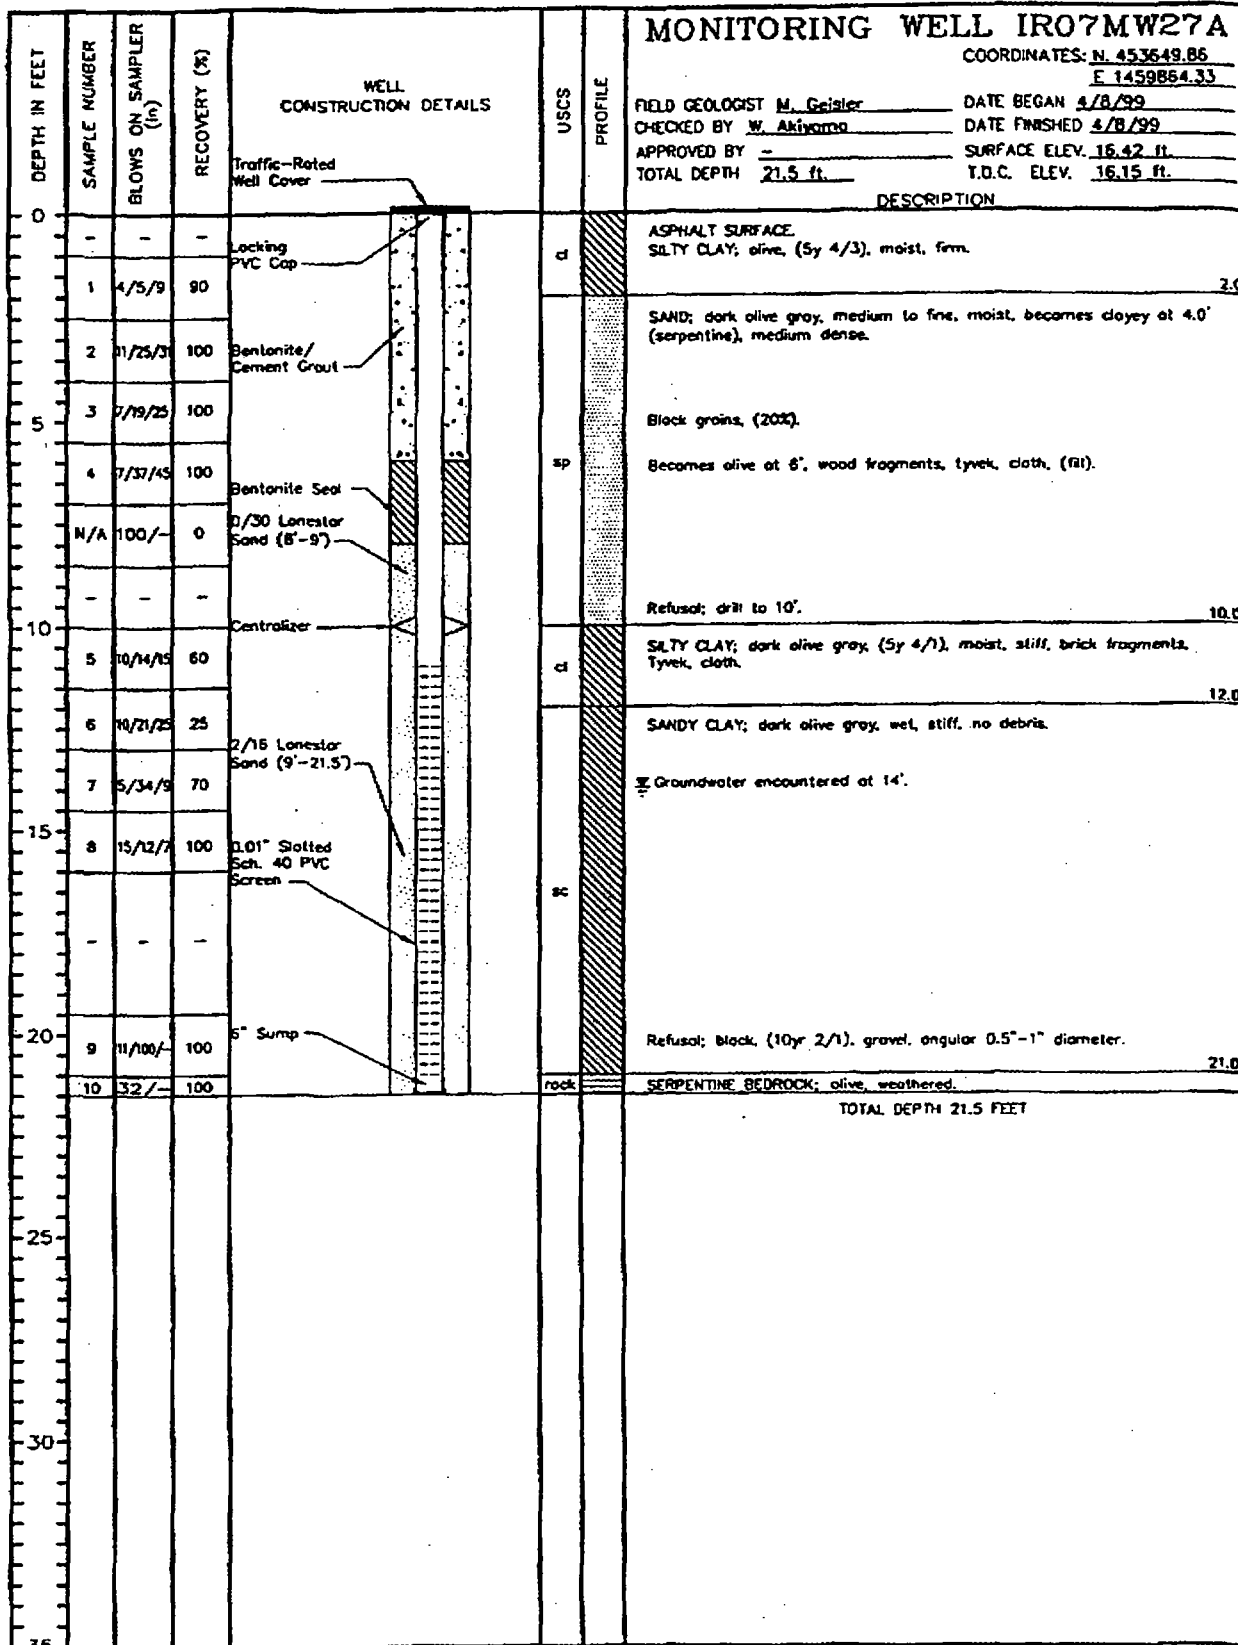 MONITORING WELL IR07MW27A
COORDINATES: N. 453649.86
E 1459864.33
FIELD GEOLOGIST M. Geisler
DATE BEGAN 4/8/99
CHECKED BY W. Akiyama
DATE FINISHED 4/8/99
APPROVED BY -
SURFACE ELEV. 16.42 ft.
TOTAL DEPTH 21.5 ft.
T.O.C. ELEV. 16.15 ft.
DESCRIPTION
DEPTH IN FEET
SAMPLE NUMBER
BLOWS ON SAMPLER (in)
RECOVERY (%)
WELL
CONSTRUCTION DETAILS
USCS
PROFILE
0
5
10
15
20
25
30
35
- - -
1 4/5/9 90
2 11/25/31 100
3 7/19/25 100
4 7/37/45 100
N/A 100/- 0
- - -
5 10/14/15 60
6 10/21/25 25
7 5/34/9 70
8 15/12/7 100
- - -
9 11/100/- 100
10 32/- 100
Traffic-Rated
Well Cover
Locking
PVC Cap
Bentonite/
Cement Grout
Bentonite Seal
0/30 Lonestar
Sand (8'-9')
Centralizer
2/16 Lonestar
Sand (9'-21.5')
0.01" Slotted
Sch. 40 PVC
Screen
6" Sump
cl
sp
cl
sc
rock
ASPHALT SURFACE.
SILTY CLAY; olive, (5y 4/3), moist, firm.
2.0
SAND; dark olive gray, medium to fine, moist, becomes clayey at 4.0'
(serpentine), medium dense.
Black grains, (20%).
Becomes olive at 6', wood fragments, tyvek, cloth, (fill).
Refusal; drill to 10'.
10.0
SILTY CLAY; dark olive gray, (5y 4/1), moist, stiff, brick fragments,
Tyvek, cloth.
12.0
SANDY CLAY; dark olive gray, wet, stiff, no debris.
Groundwater encountered at 14'.
Refusal; black, (10yr 2/1), gravel, angular 0.5"-1" diameter.
21.0
SERPENTINE BEDROCK; olive, weathered.
TOTAL DEPTH 21.5 FEET